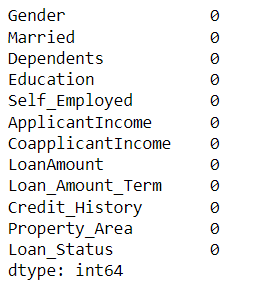 Gender 0
Married 0
Dependents 0
Education 0
Self_Employed 0
ApplicantIncome 0
CoapplicantIncome 0
LoanAmount 0
Loan_Amount_Term 0
Credit_History 0
Property_Area 0
Loan_Status 0
dtype: int64